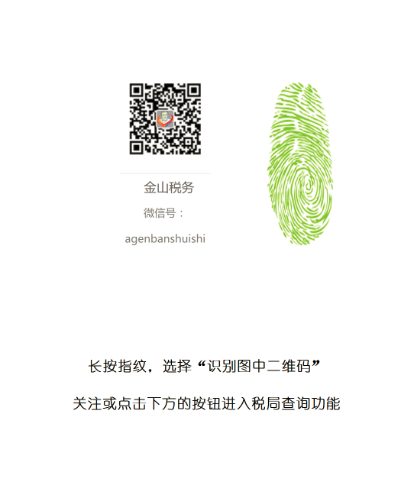 金山税务
微信号：
agenbanshuishi
长按指纹，选择“识别图中二维码”
关注或点击下方的按钮进入税局查询功能